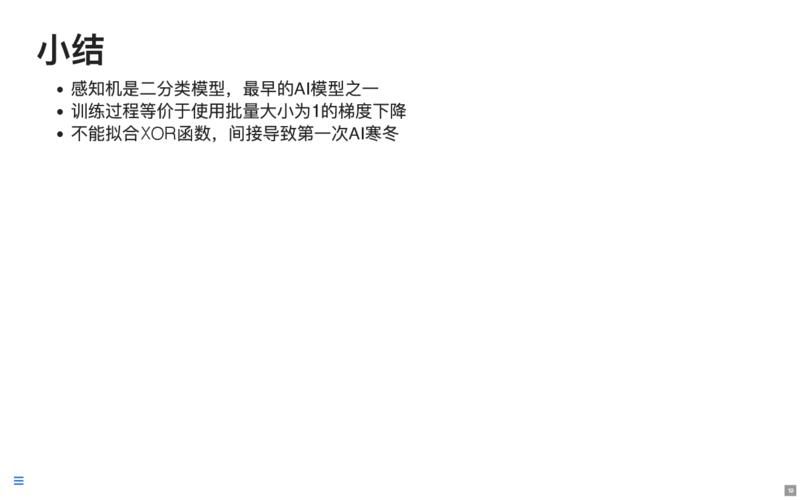 小结
• 感知机是二分类模型，最早的AI模型之一
• 训练过程等价于使用批量大小为1的梯度下降
• 不能拟合XOR函数，间接导致第一次AI寒冬